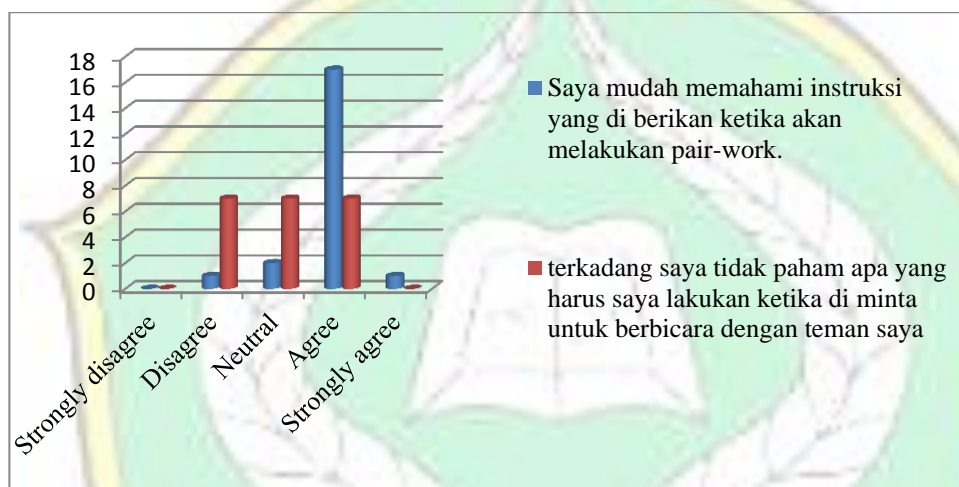 18
16
14
12
10
8
6
4
2
0
Strongly disagree
Disagree
Neutral
Agree
Strongly agree
Saya mudah memahami instruksi
yang di berikan ketika akan
melakukan pair-work.
terkadang saya tidak paham apa yang
harus saya lakukan ketika di minta
untuk berbicara dengan teman saya